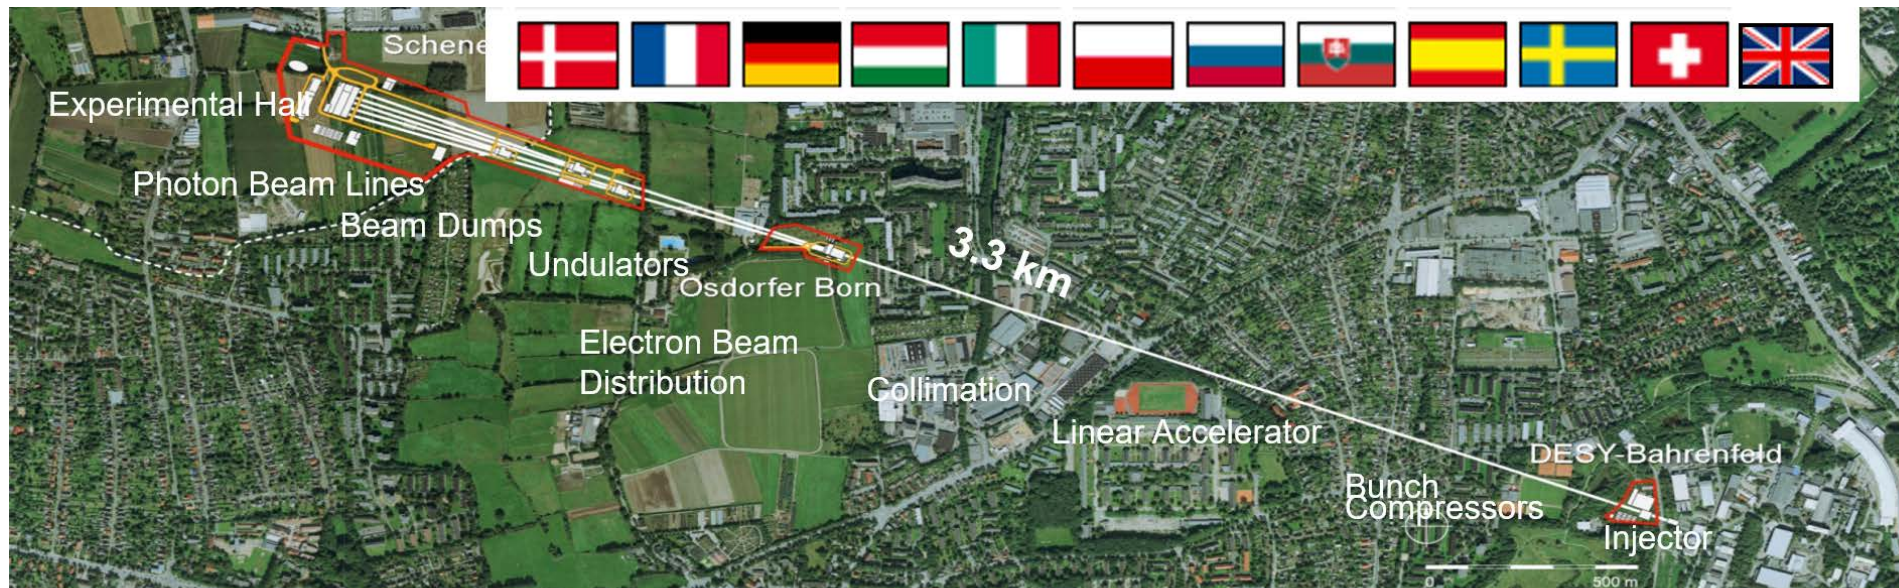 Schene
Experimental Hall
Photon Beam Lines
Beam Dumps
Undulators
Osdorfer Born
3.3 km
Electron Beam
Distribution
Collimation
Linear Accelerator
DESY-Bahrenfeld
Bunch
Compressors
Injector
0 500 m